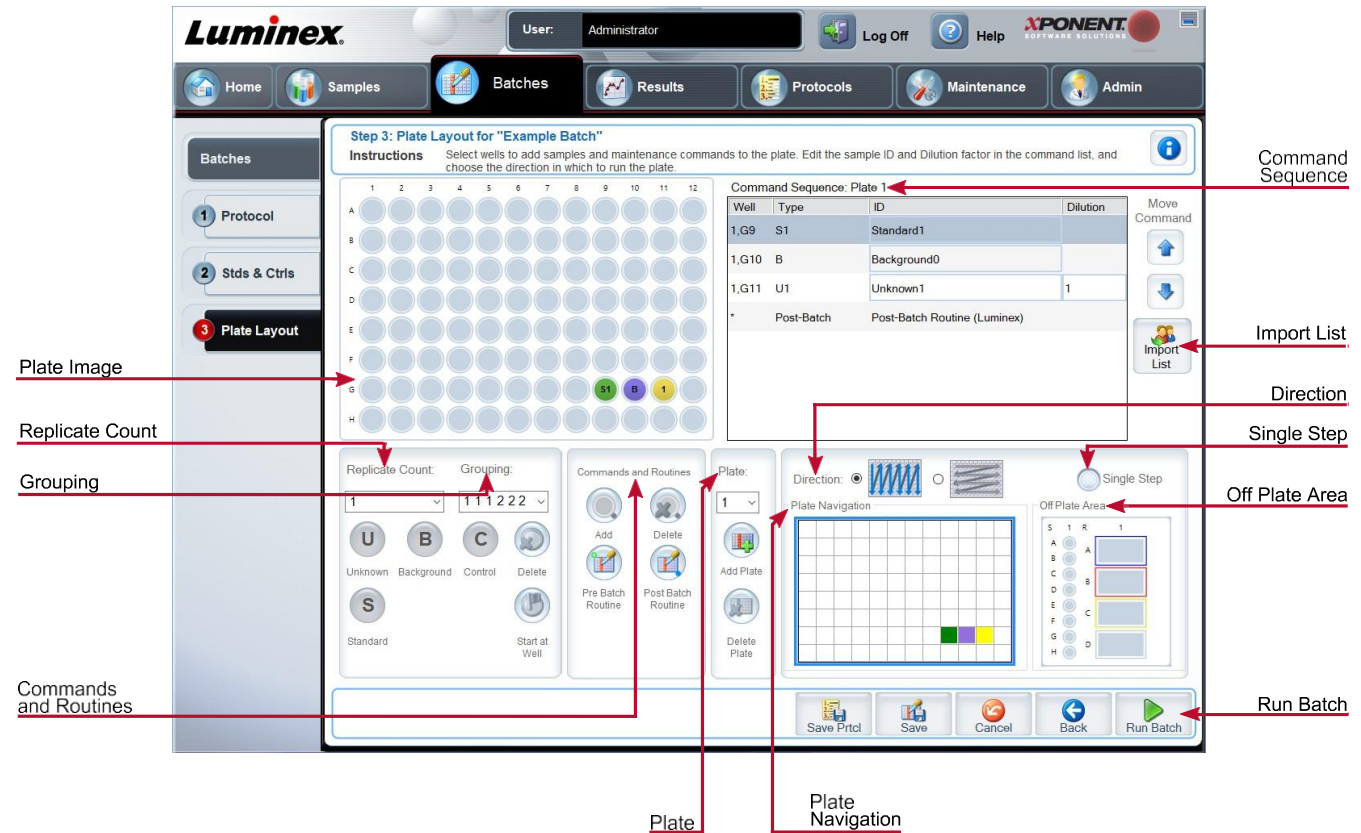 Luminex.
User: Administrator
Log Off
Help
XPONENT.
SOFTWARE SOLUTIONS
Home
Samples
Batches
Results
Protocols
Maintenance
Admin
Batches
1 Protocol
2 Stds & Ctrls
3 Plate Layout
Step 3: Plate Layout for "Example Batch"
Instructions Select wells to add samples and maintenance commands to the plate. Edit the sample ID and Dilution factor in the command list, and
choose the direction in which to run the plate.
1 2 3 4 5 6 7 8 9 10 11 12
A
B
C
D
E
F
G S1 B 1
H
Command Sequence: Plate 1
Well Type ID Dilution
1,G9 S1 Standard1
1,G10 B Background0
1,G11 U1 Unknown1 1
* Post-Batch Post-Batch Routine (Luminex)
Move
Command
Import
List
Replicate Count: Grouping:
1 1 1 1 2 2 2
U B C
Unknown Background Control Delete
S
Standard
Start at
Well
Commands and Routines
Add Delete
Pre Batch
Routine
Post Batch
Routine
Plate:
1
Add Plate
Delete
Plate
Direction:
Single Step
Plate Navigation
Off Plate Area
S 1 R 1
A
B
C
D
E
F
G
H
A
B
C
D
Save Prtcl
Save
Cancel
Back
Run Batch
Command
Sequence
Import List
Direction
Single Step
Off Plate Area
Run Batch
Plate Image
Replicate Count
Grouping
Commands
and Routines
Plate
Plate
Navigation